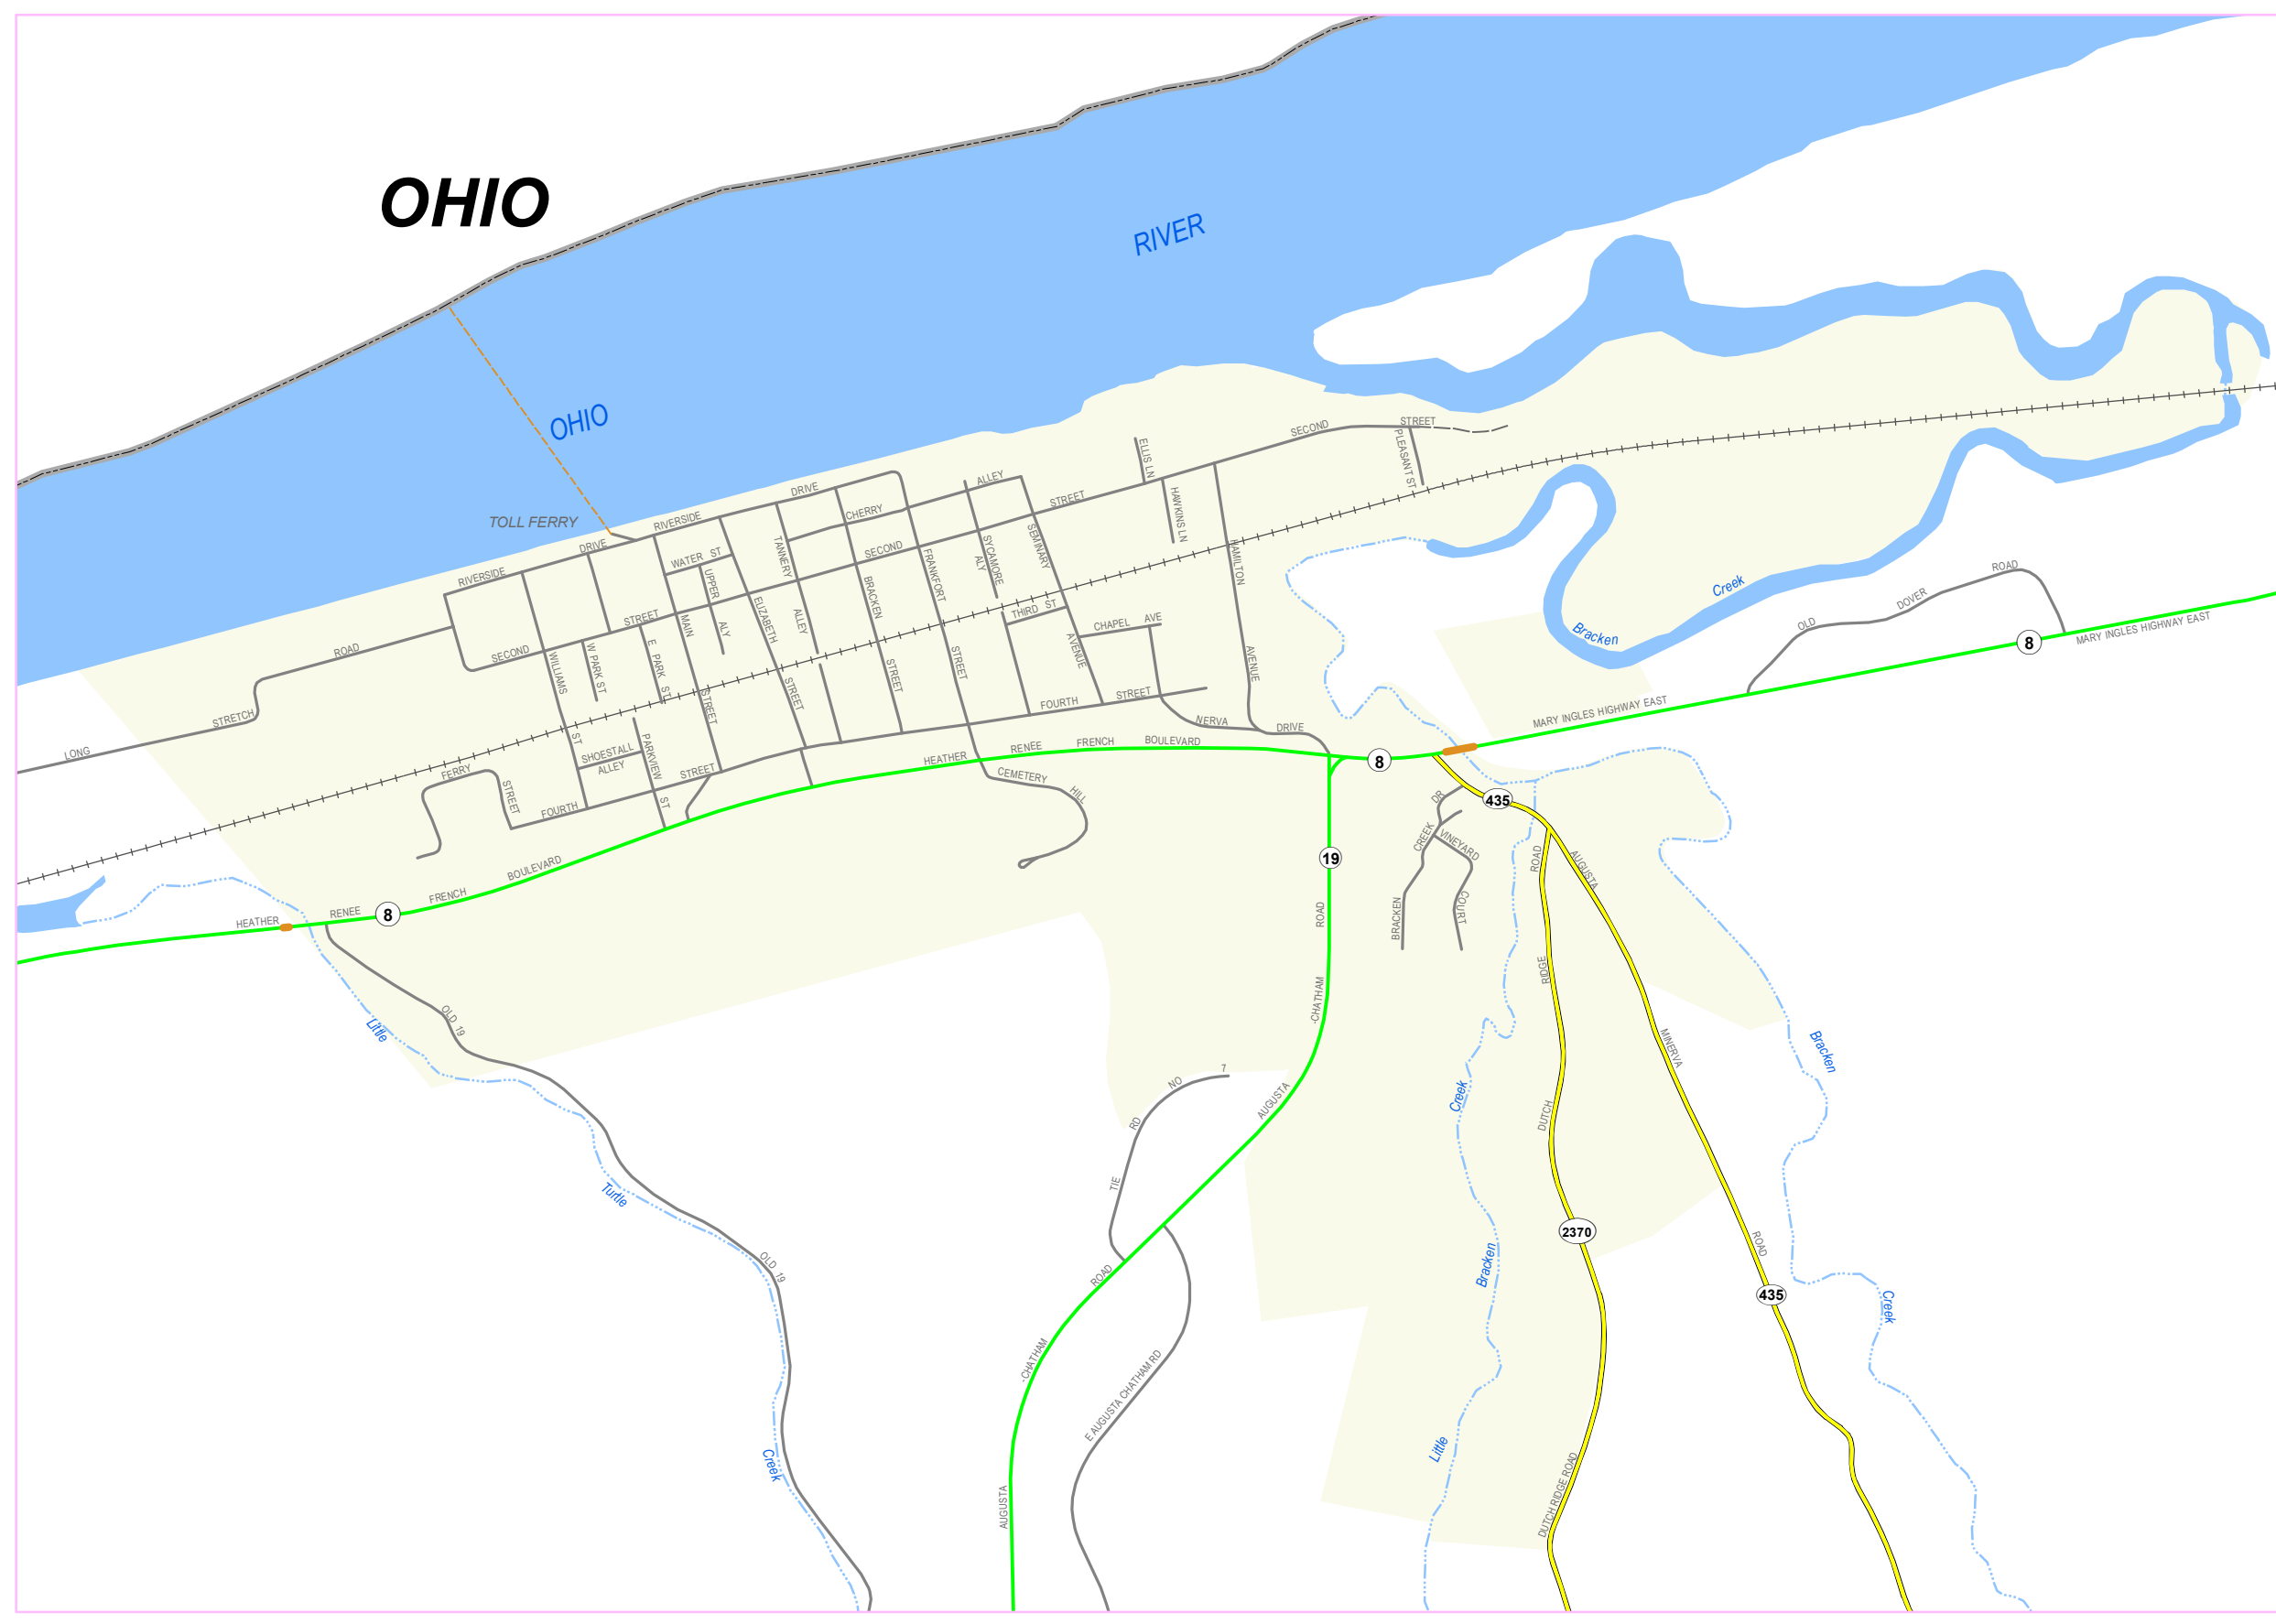 OHIO
RIVER
OHIO
TOLL FERRY
RIVERSIDE
DRIVE
RIVERSIDE
DRIVE
CHERRY
ALLEY
STREET
SECOND
STREET
ELLIS LN
HAWKINS LN
PLEASANT ST
WATER ST
UPPER
ALY
TANNERY
ALLEY
SECOND
STREET
SECOND
SYCAMORE
ALY
SEMINARY
AVENUE
HAMILTON
AVENUE
FRANKFORT
STREET
BRACKEN
STREET
ELIZABETH
STREET
MAIN
STREET
E PARK ST
W PARK ST
WILLIAMS
ST
THIRD ST
CHAPEL AVE
LONG
STRETCH
ROAD
SHOESTALL
ALLEY
PARKVIEW
ST
FERRY
STREET
FOURTH
STREET
FOURTH
STREET
NERVA
DRIVE
HEATHER
RENEE
FRENCH
BOULEVARD
HEATHER
RENEE
8
FRENCH
BOULEVARD
8
MARY INGLES HIGHWAY EAST
8
MARY INGLES HIGHWAY EAST
OLD
DOVER
ROAD
Creek
Bracken
CEMETERY
HILL
435
19
DR
CREEK
BRACKEN
VINEYARD
COURT
ROAD
RIDGE
DUTCH
2370
DUTCH RIDGE ROAD
AUGUSTA
MINERVA
ROAD
435
Bracken
Creek
Creek
Bracken
Little
ROAD
-CHATHAM
AUGUSTA
ROAD
-CHATHAM
AUGUSTA
TIE
RD
NO
7
E AUGUSTA CHATHAM RD
OLD 19
OLD 19
Little
Turtle
Creek